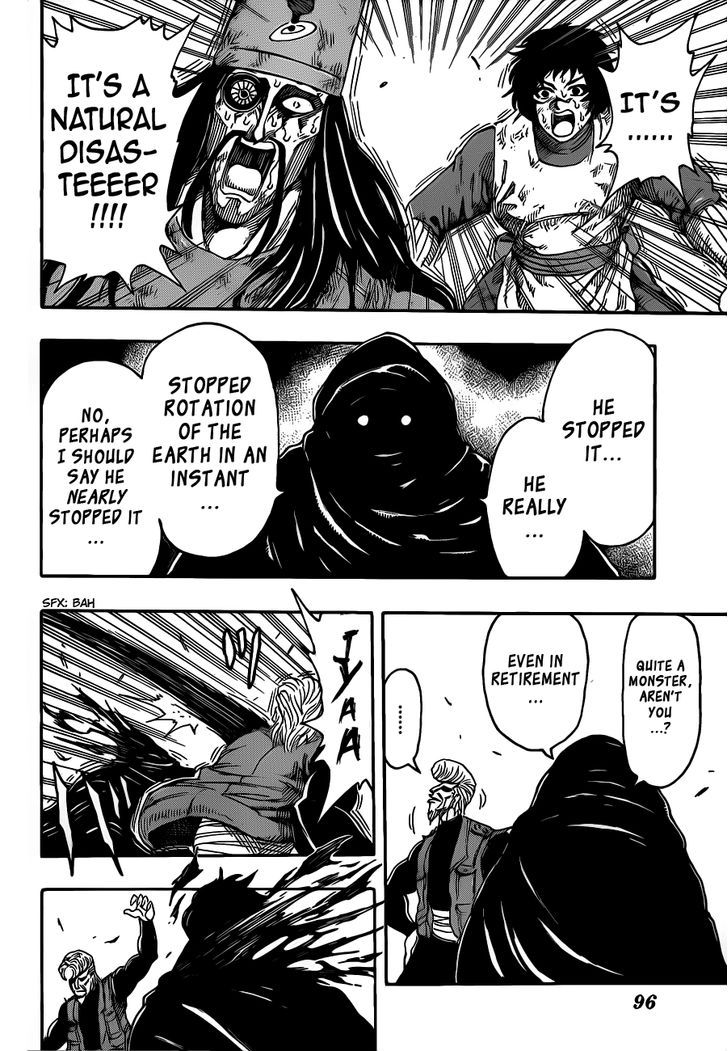 IT'S
......
IT'S A
NATURAL
DISAS-
TEEEER
!!!!
HE
STOPPED
IT...
HE
REALLY
...
STOPPED
ROTATION
OF THE
EARTH IN AN
INSTANT
...
NO,
PERHAPS
I SHOULD
SAY HE
NEARLY
STOPPED IT
...
QUITE A
MONSTER,
AREN'T
YOU
...?
EVEN IN
RETIREMENT
...
......
SFX: BAH
IYAAA
96